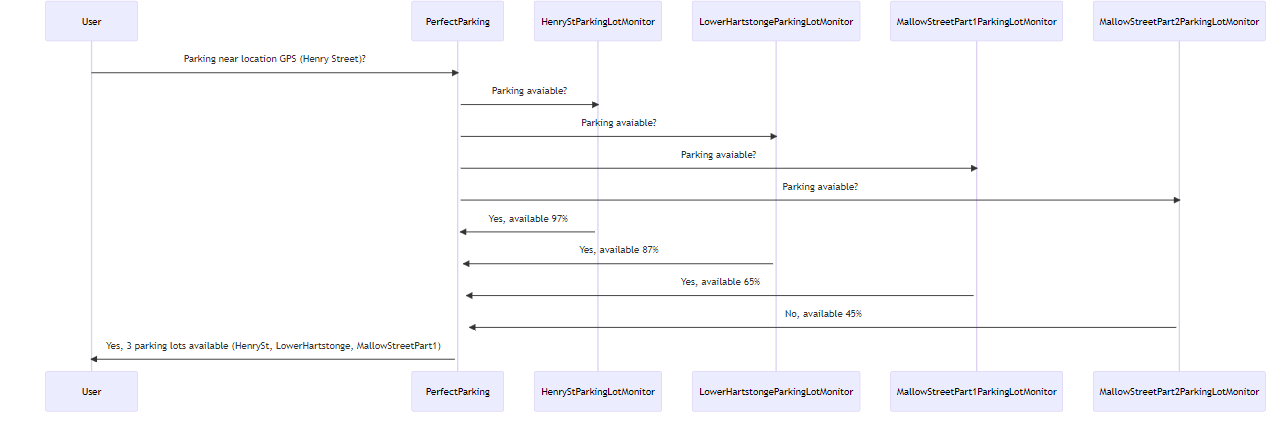 User PerfectParking HenryStParkingLotMonitor LowerHartstongeParkingLotMonitor MallowStreetPart1ParkingLotMonitor MallowStreetPart2ParkingLotMonitor
Parking near location GPS (Henry Street)?
Parking avaiable?
Parking avaiable?
Parking avaiable?
Parking avaiable?
Yes, available 97%
Yes, available 87%
Yes, available 65%
No, available 45%
Yes, 3 parking lots available (HenrySt, LowerHartstonge, MallowStreetPart1)
User PerfectParking HenryStParkingLotMonitor LowerHartstongeParkingLotMonitor MallowStreetPart1ParkingLotMonitor MallowStreetPart2ParkingLotMonitor